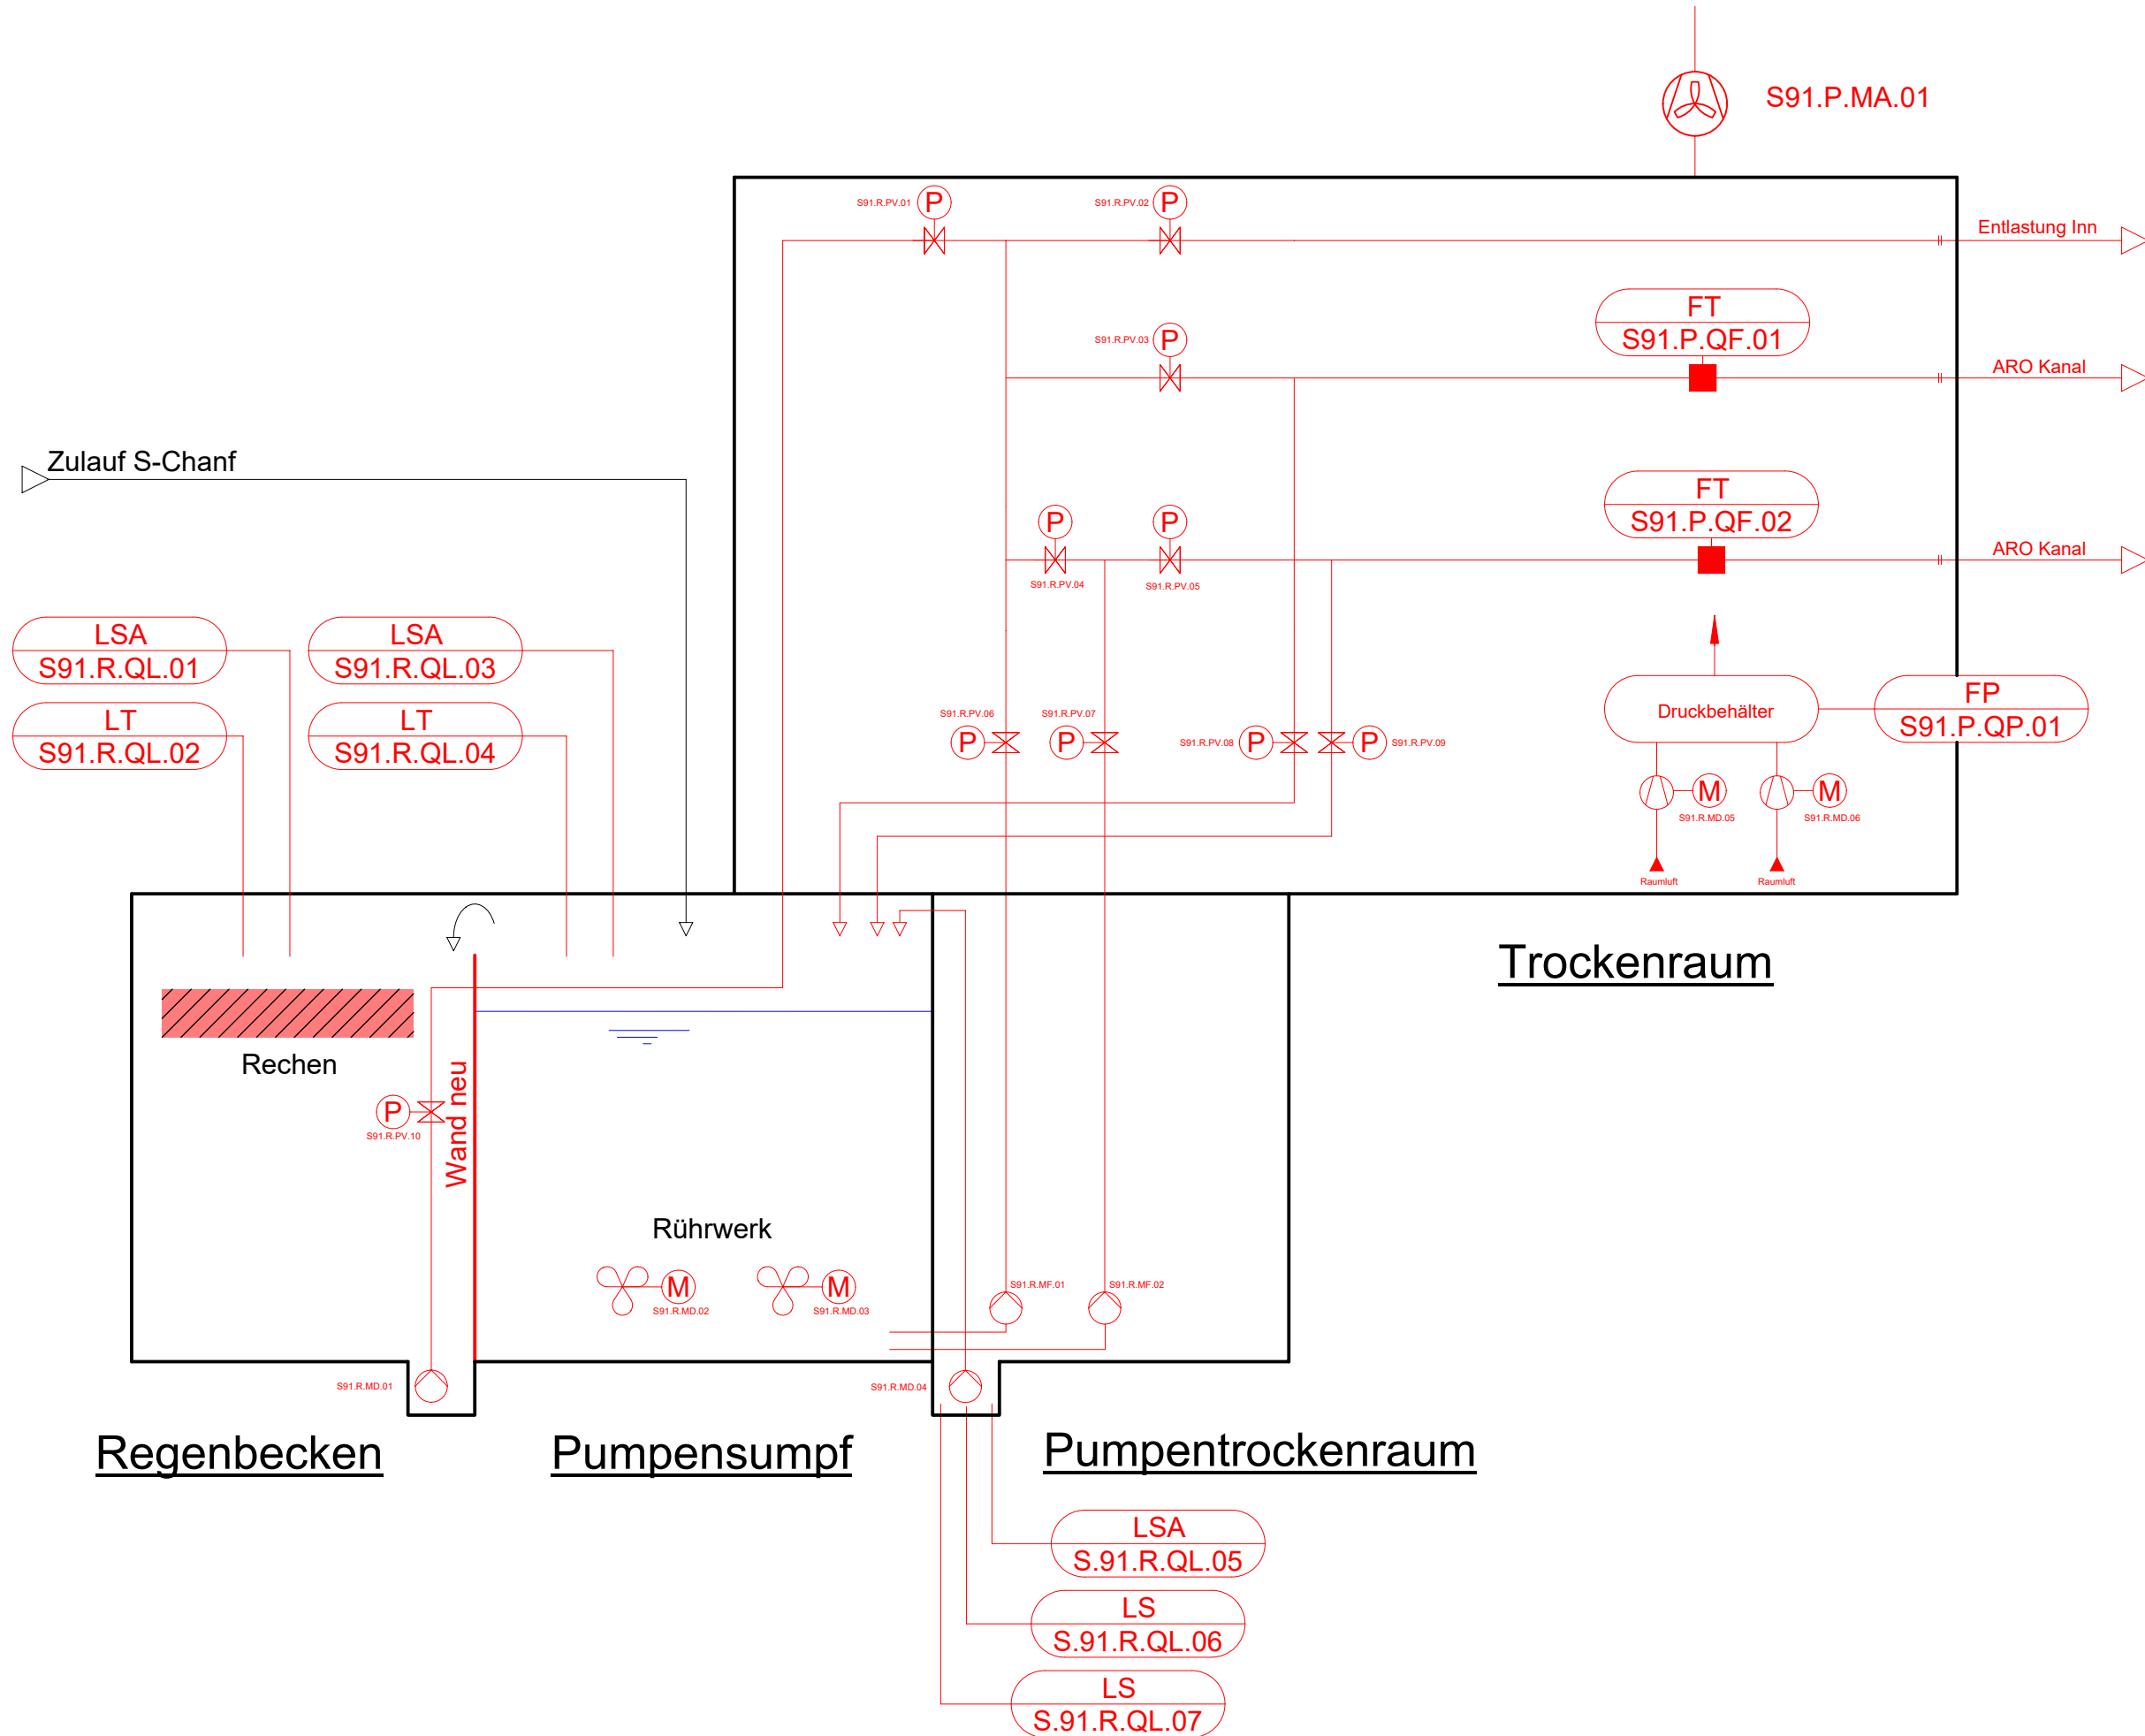 S91.P.MA.01
S91.R.PV.01
P
S91.R.PV.02
P
Entlastung Inn
FT
S91.P.QF.01
S91.R.PV.03
P
ARO Kanal
Zulauf S-Chanf
FT
S91.P.QF.02
P
P
ARO Kanal
S91.R.PV.04
S91.R.PV.05
LSA
S91.R.QL.01
LSA
S91.R.QL.03
LT
S91.R.QL.02
LT
S91.R.QL.04
Druckbehälter
FP
S91.P.QP.01
S91.R.PV.06
P
S91.R.PV.07
P
S91.R.PV.08
P
P
S91.R.PV.09
M
S91.R.MD.05
M
S91.R.MD.06
Raumluft
Raumluft
Trockenraum
Rechen
P
S91.R.PV.10
Wand neu
Rührwerk
M
S91.R.MD.02
M
S91.R.MD.03
S91.R.MF.01
S91.R.MF.02
S91.R.MD.01
S91.R.MD.04
Regenbecken
Pumpensumpf
Pumpentrockenraum
LSA
S.91.R.QL.05
LS
S.91.R.QL.06
LS
S.91.R.QL.07